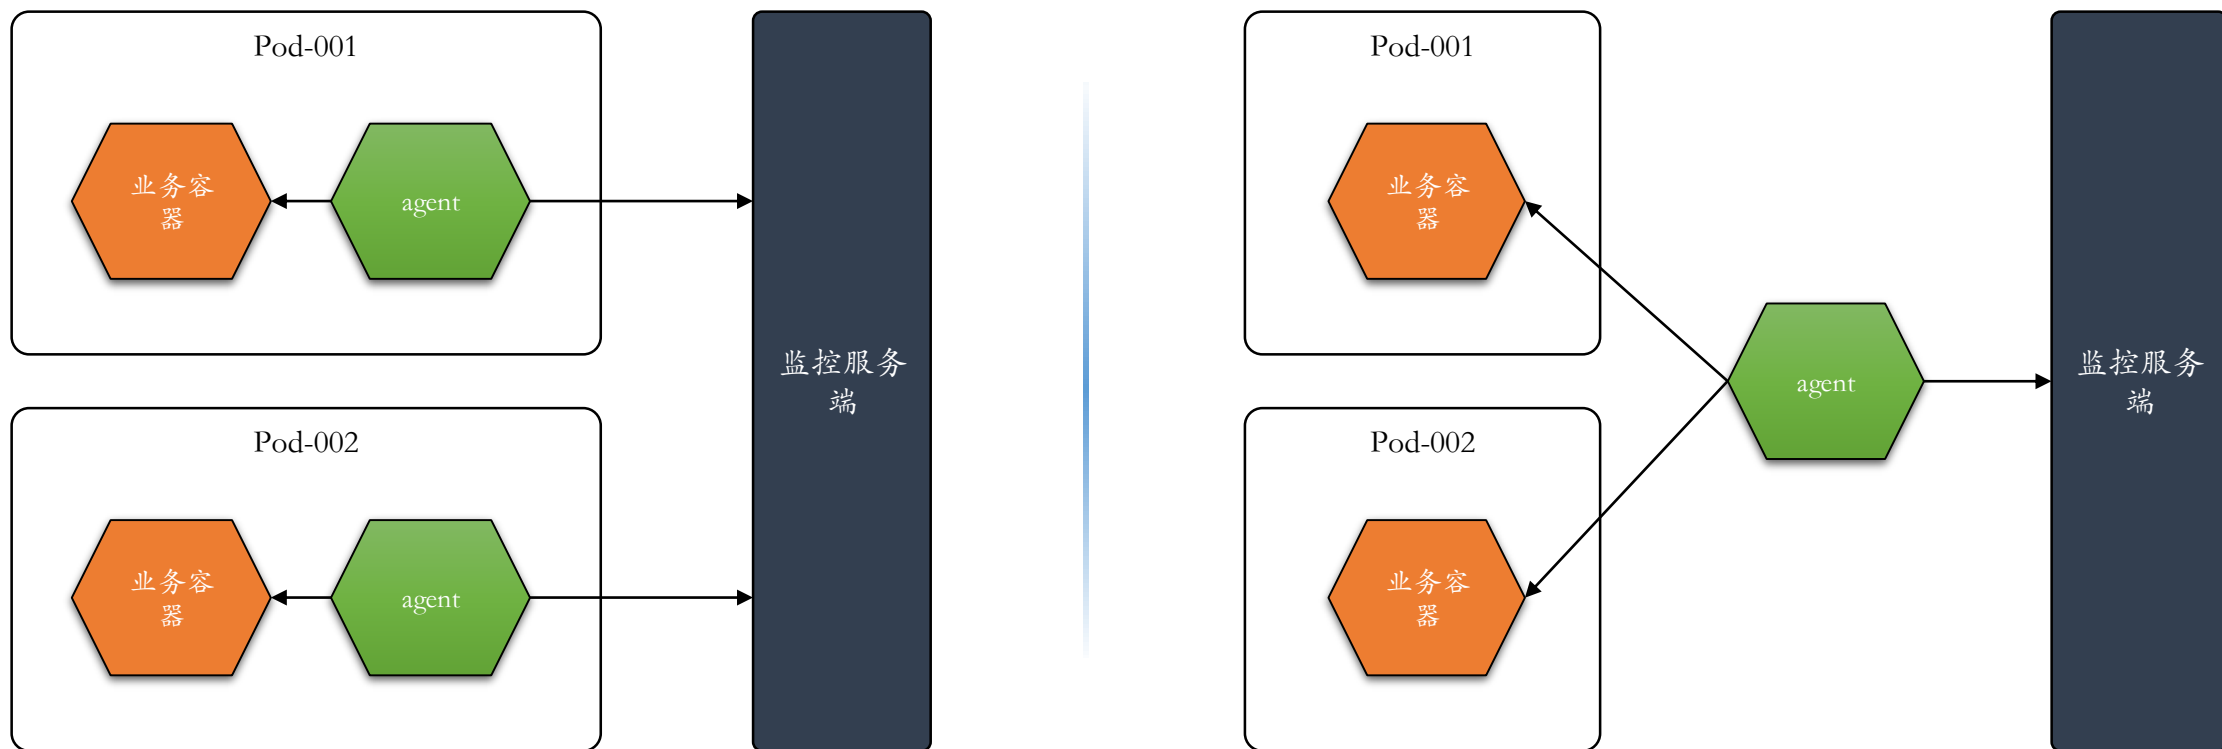 Pod-001
业务容
器
agent
Pod-002
业务容
器
agent
监控服务
端
Pod-001
业务容
器
Pod-002
业务容
器
agent
监控服务
端